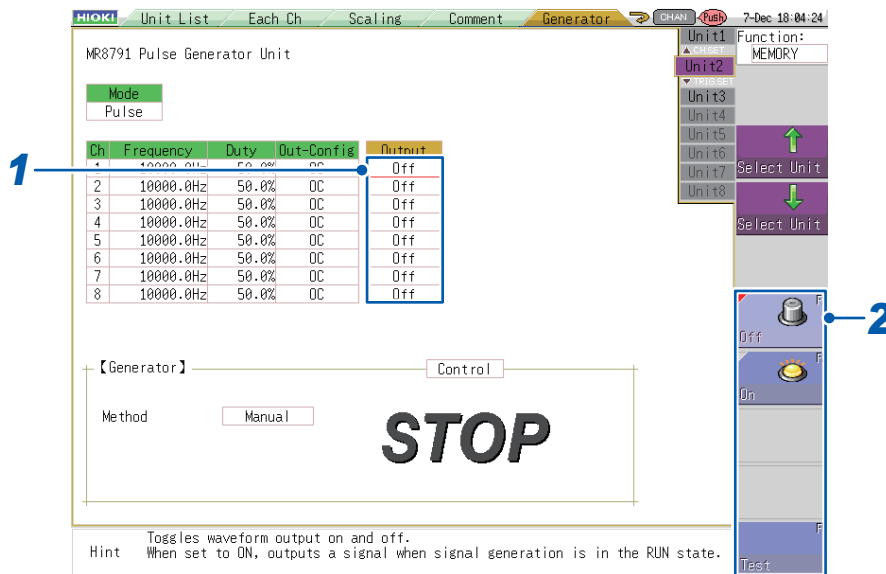 HIOKI Unit List Each Ch Scaling Comment Generator CHAN Push 7-Dec 18:04:24
MR8791 Pulse Generator Unit
Mode
Pulse
Ch Frequency Duty Out-Config Output
Off
2 10000.0Hz 50.0% OC Off
3 10000.0Hz 50.0% OC Off
4 10000.0Hz 50.0% OC Off
5 10000.0Hz 50.0% OC Off
6 10000.0Hz 50.0% OC Off
7 10000.0Hz 50.0% OC Off
8 10000.0Hz 50.0% OC Off
1
【Generator】
Control
Method Manual
STOP
Unit1
▲CHSET
Unit2
▼TRIGSET
Unit3
Unit4
Unit5
Unit6
Unit7
Unit8
Function:
MEMORY
Select Unit
Select Unit
Off
On
Test
2
Hint Toggles waveform output on and off.
When set to ON, outputs a signal when signal generation is in the RUN state.